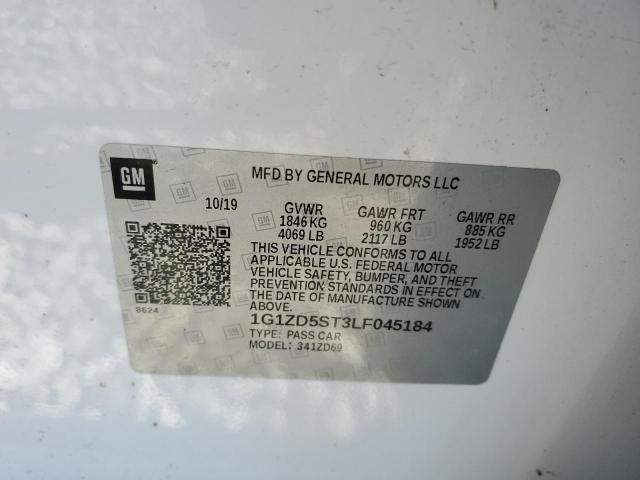 GM
MFD BY GENERAL MOTORS LLC
10/19
GVWR
1846 KG
4069 LB
GAWR FRT
960 KG
2117 LB
GAWR RR
885 KG
1952 LB
THIS VEHICLE CONFORMS TO ALL
APPLICABLE U.S. FEDERAL MOTOR
VEHICLE SAFETY, BUMPER, AND THEFT
PREVENTION STANDARDS IN EFFECT ON
THE DATE OF MANUFACTURE SHOWN
ABOVE.
8624
1G1ZD5ST3LF045184
TYPE: PASS CAR
MODEL: 341ZD69